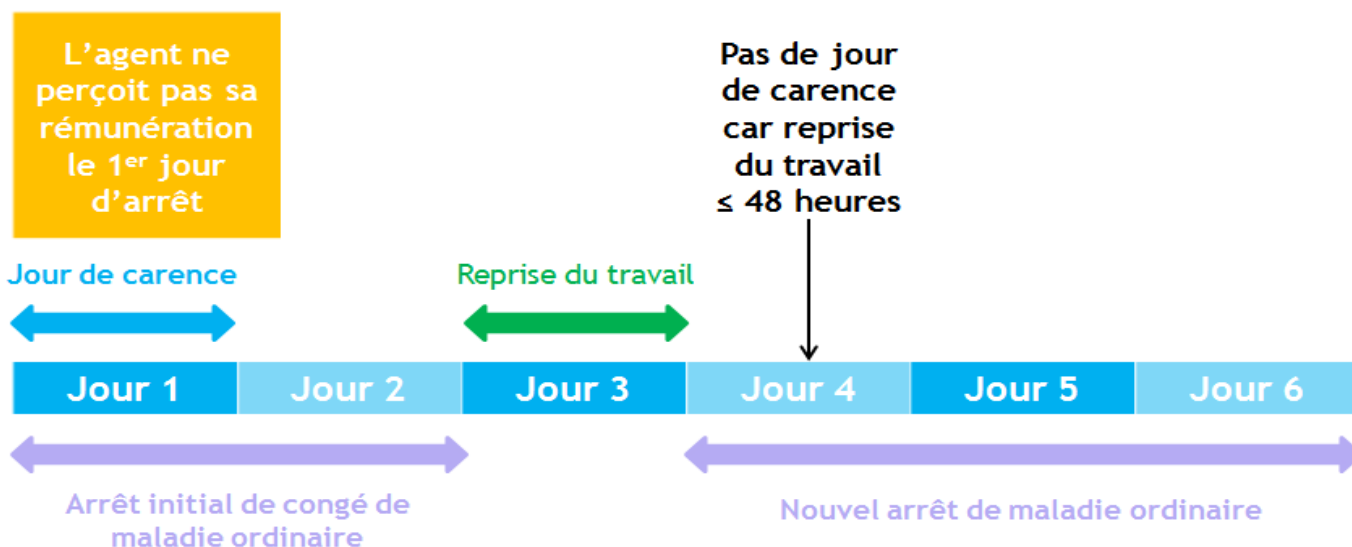 L'agent ne
perçoit pas sa
rémunération
le 1er jour
d'arrêt
Pas de jour
de carence
car reprise
du travail
≤ 48 heures
Jour de carence
Reprise du travail
Jour 1
Jour 2
Jour 3
Jour 4
Jour 5
Jour 6
Arrêt initial de congé de
maladie ordinaire
Nouvel arrêt de maladie ordinaire